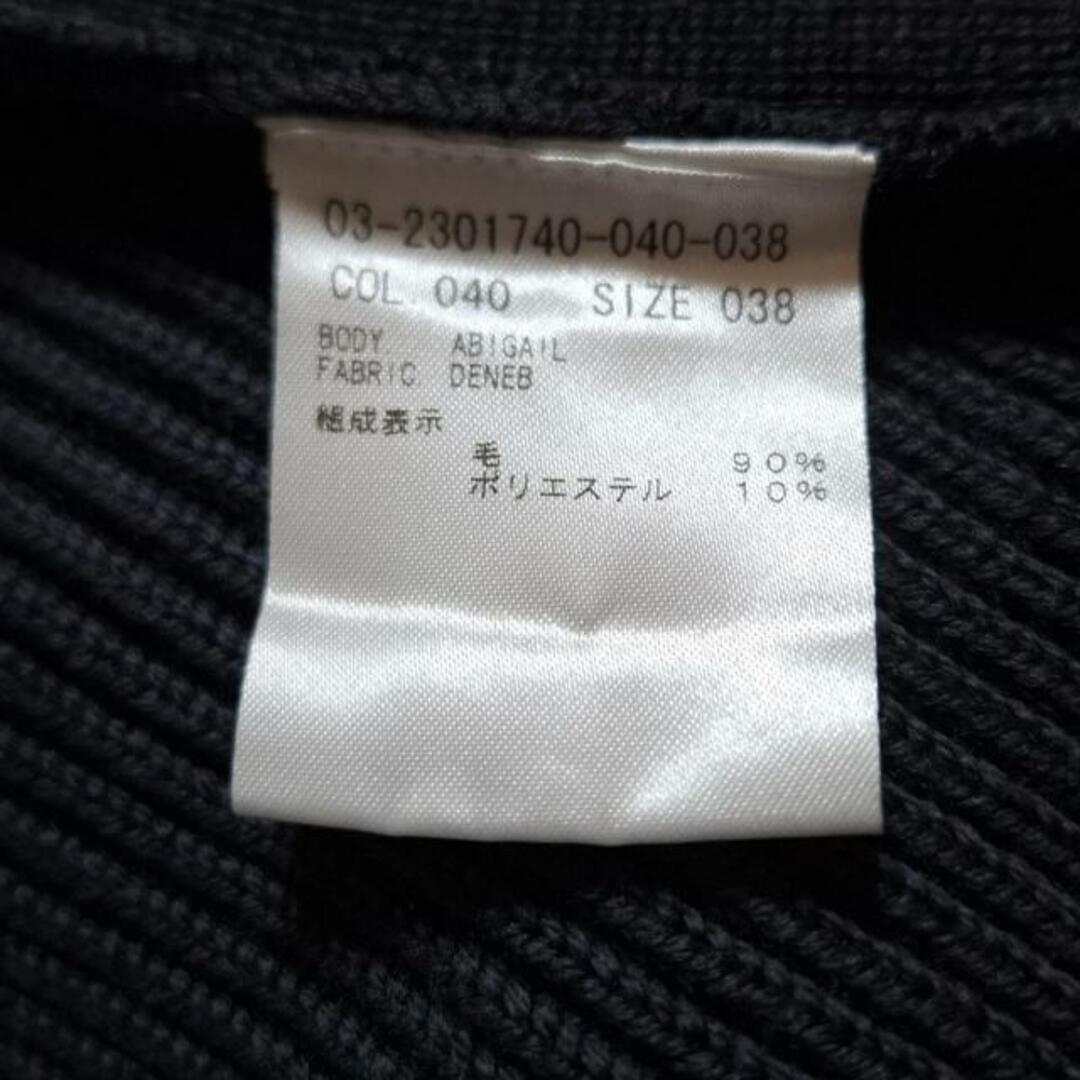 03-2301740-040-038
COL. 040 SIZE 038
BODY ABIGAIL
FABRIC DENEB
組成表示
毛 90%
ポリエステル 10%